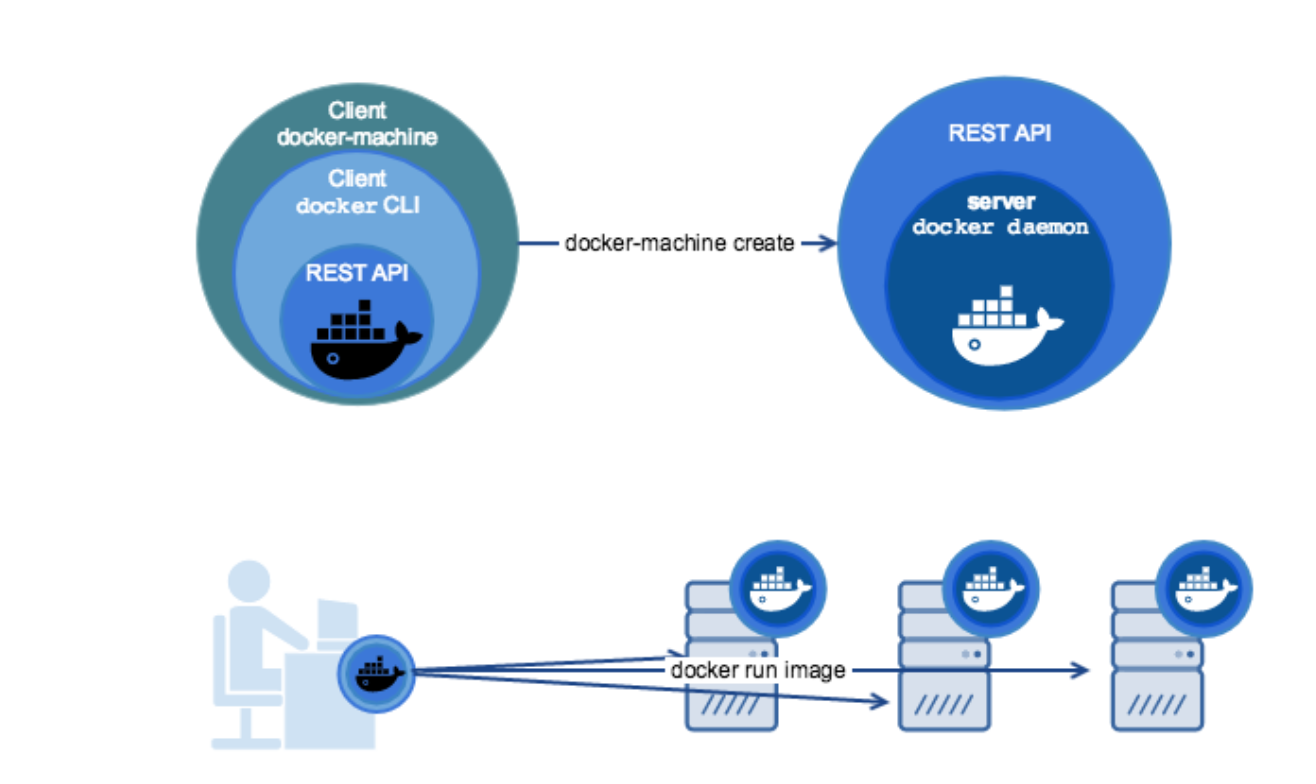 Client
docker-machine
Client
docker CLI
REST API
docker-machine create
REST API
server
docker daemon
docker run image